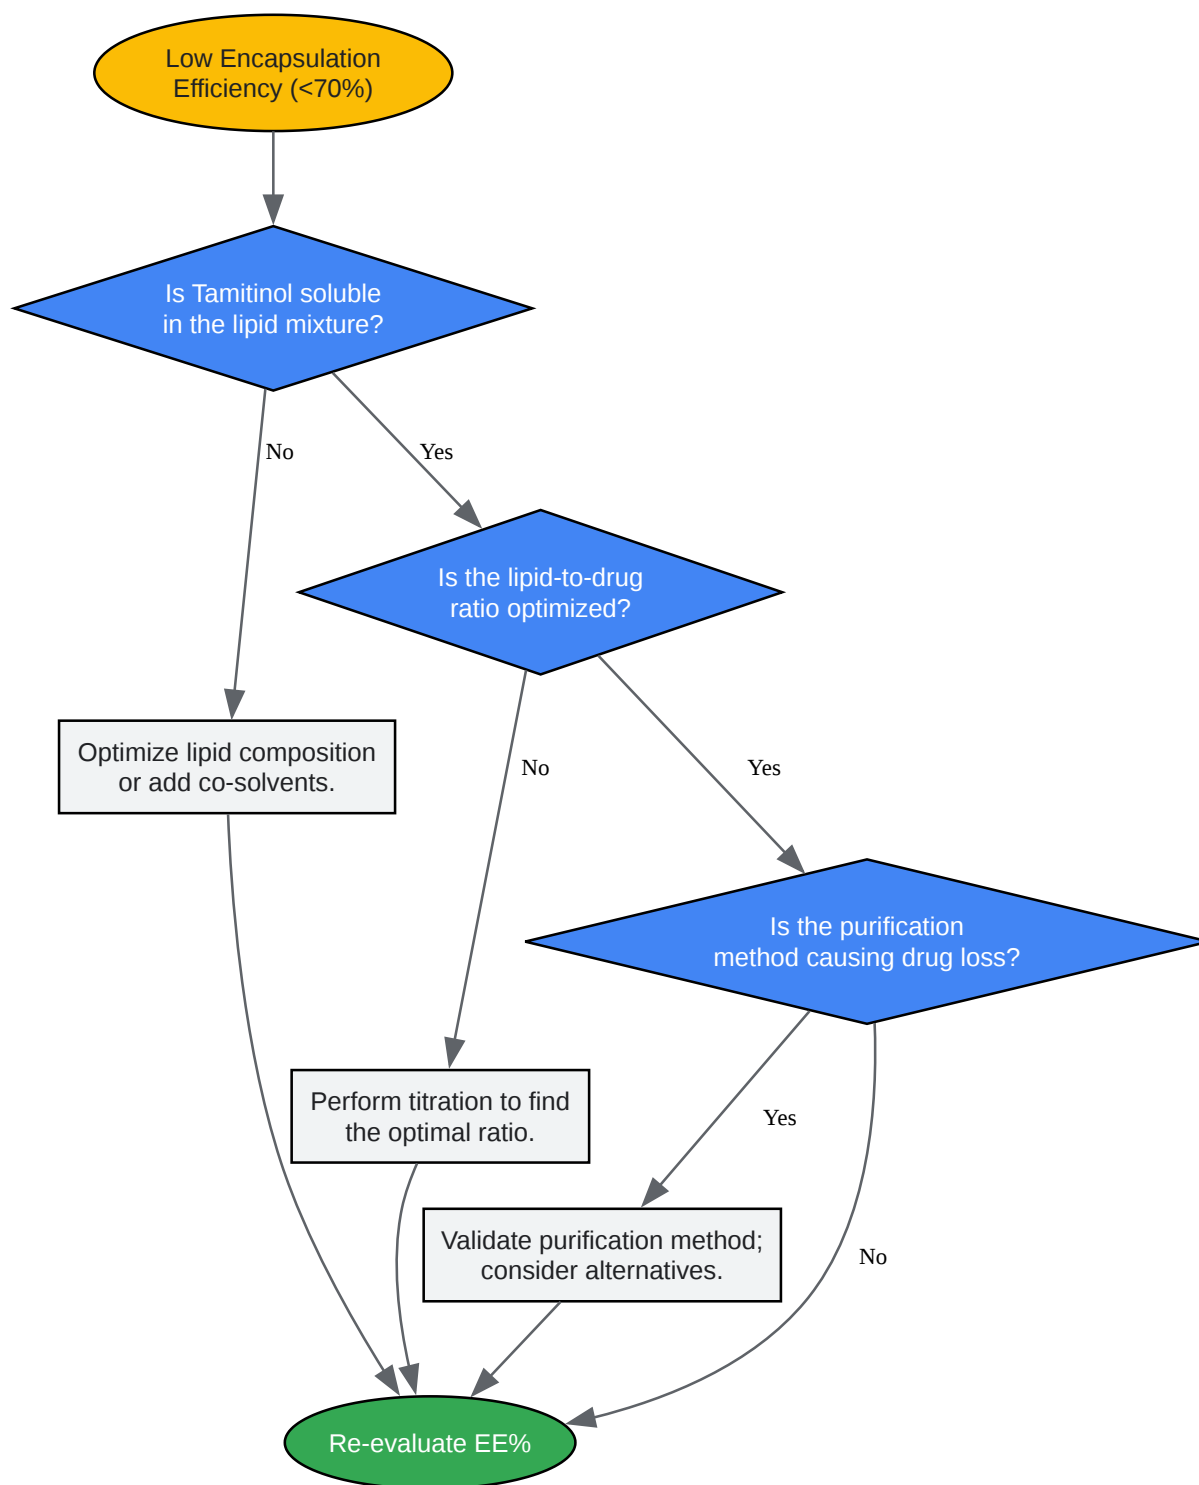 Low Encapsulation
Efficiency (<70%)
Is Tamitinol soluble
in the lipid mixture?
No
Yes
Is the lipid-to-drug
ratio optimized?
Optimize lipid composition
or add co-solvents.
No
Yes
Is the purification
method causing drug loss?
Perform titration to find
the optimal ratio.
Yes
Validate purification method;
consider alternatives.
No
Re-evaluate EE%